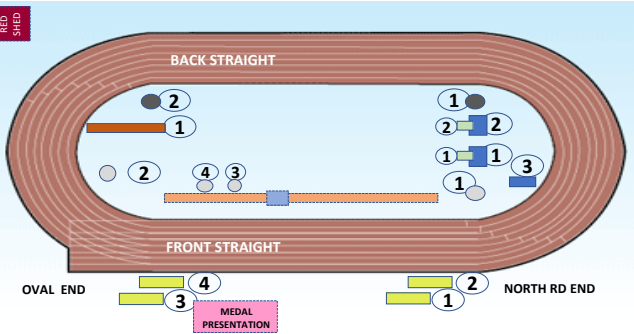 RED
SHED
BACK STRAIGHT
2
1
1
2
2
1
1
3
2
4
3
1
FRONT STRAIGHT
OVAL END
4
3
MEDAL
PRESENTATION
2
1
NORTH RD END